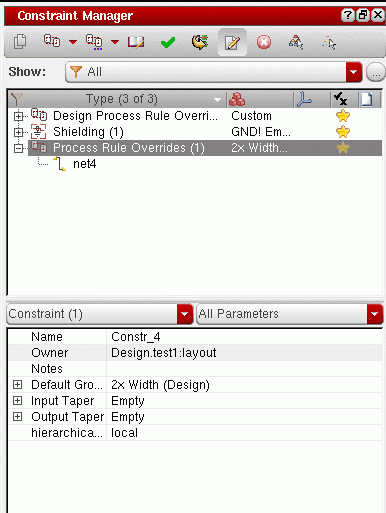 Constraint Manager
Show:
All
...
Type (3 of 3)
Design Process Rule Overri... Custom
Shielding (1) GND! Em...
Process Rule Overrides (1) 2x Width...
net4
Constraint (1) All Parameters
Name Constr_4
Owner Design.test1:layout
Notes
Default Gro... 2x Width (Design)
Input Taper Empty
Output Taper Empty
hierarchica... local